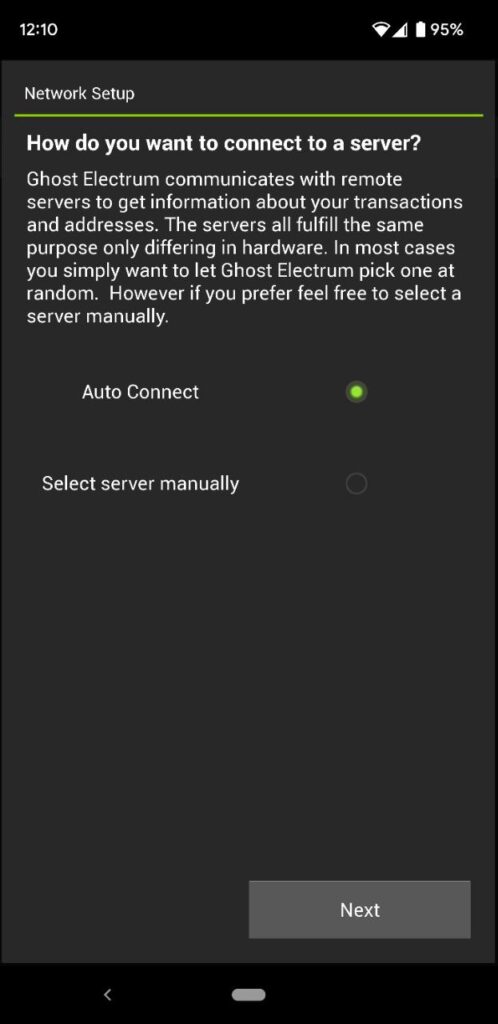 12:10
95%
Network Setup
How do you want to connect to a server?
Ghost Electrum communicates with remote
servers to get information about your transactions
and addresses. The servers all fulfill the same
purpose only differing in hardware. In most cases
you simply want to let Ghost Electrum pick one at
random.  However if you prefer feel free to select a
server manually.
Auto Connect
Select server manually
Next